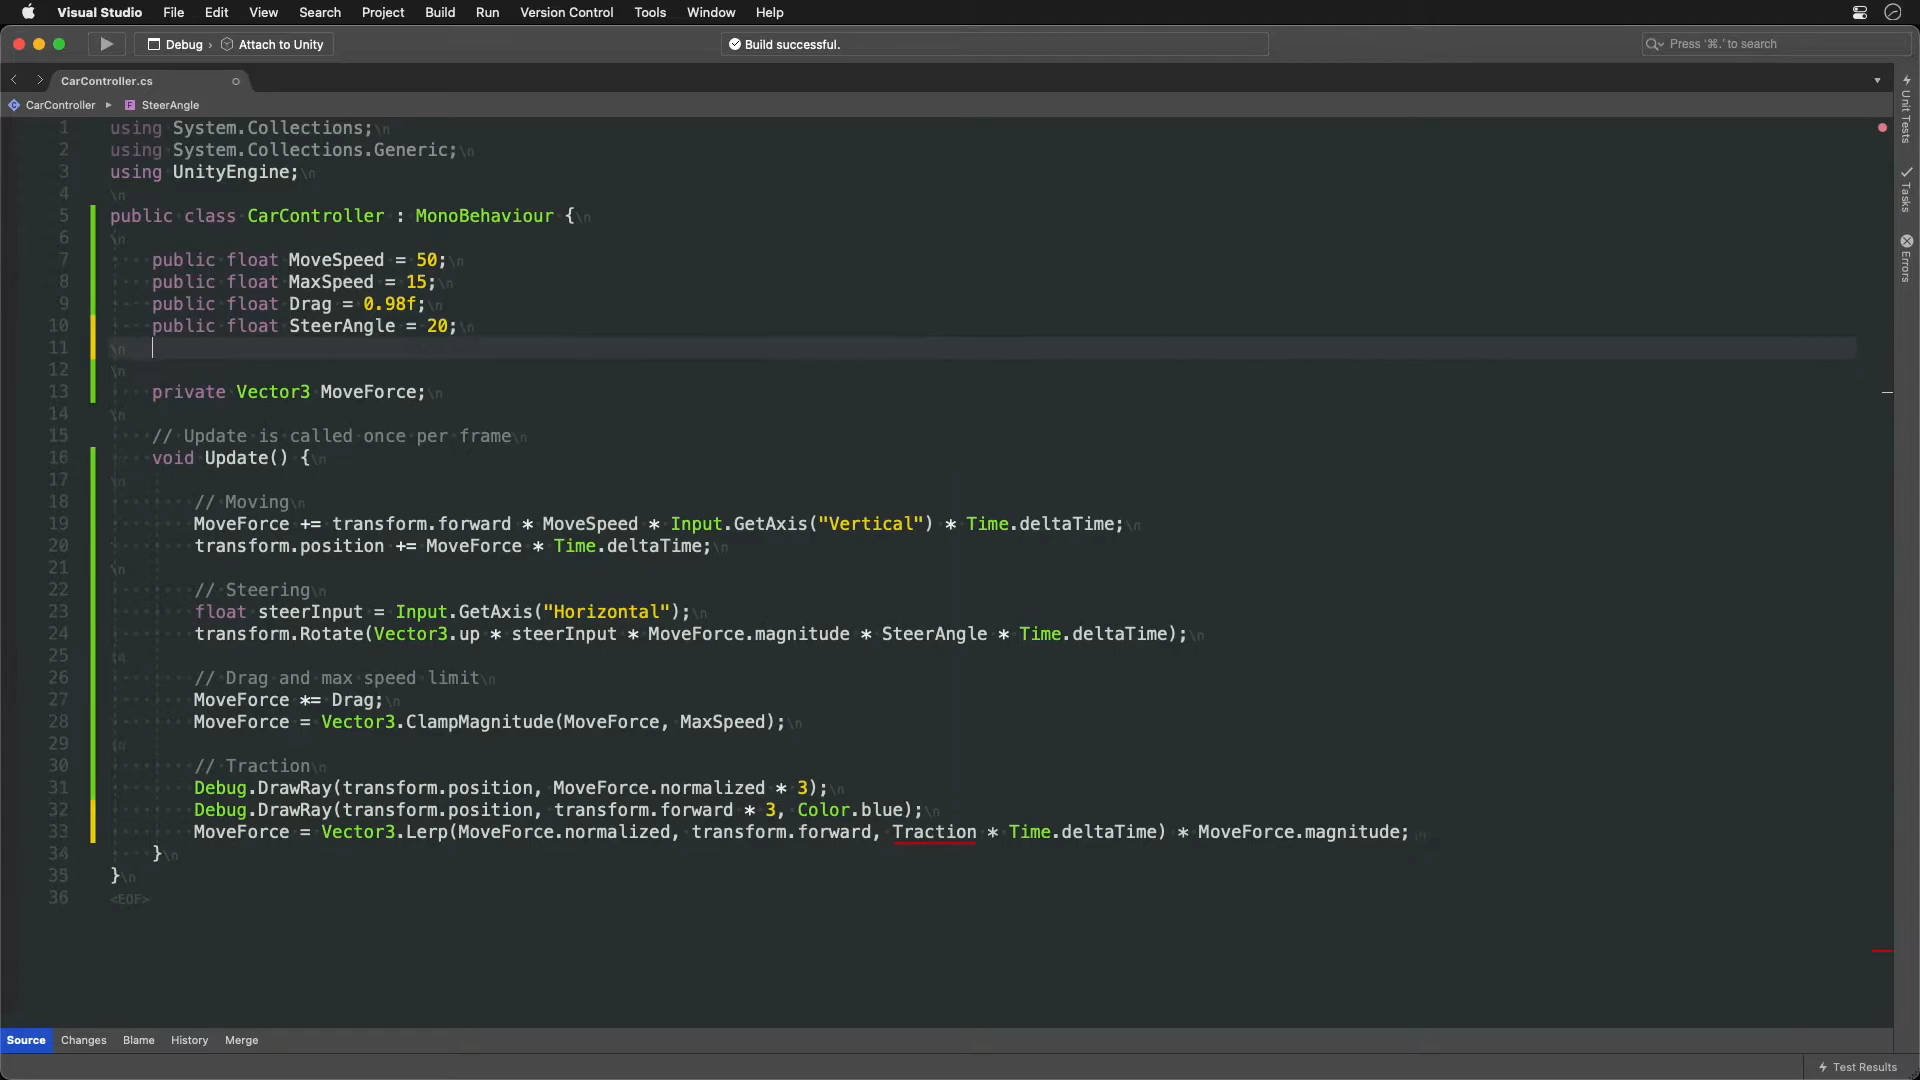 Visual Studio File Edit View Search Project Build Run Version Control Tools Window Help
Debug › Attach to Unity Build successful. Press '⌘.' to search
CarController.cs
CarController ▸ F SteerAngle
1 using System.Collections;\n
2 using System.Collections.Generic;\n
3 using UnityEngine;\n
4 \n
5 public class CarController : MonoBehaviour {\n
6 \n
7 public float MoveSpeed = 50;\n
8 public float MaxSpeed = 15;\n
9 public float Drag = 0.98f;\n
10 public float SteerAngle = 20;\n
11 \n
12 \n
13 private Vector3 MoveForce;\n
14 \n
15 // Update is called once per frame\n
16 void Update() {\n
17 \n
18 // Moving\n
19 MoveForce += transform.forward * MoveSpeed * Input.GetAxis("Vertical") * Time.deltaTime;\n
20 transform.position += MoveForce * Time.deltaTime;\n
21 \n
22 // Steering\n
23 float steerInput = Input.GetAxis("Horizontal");\n
24 transform.Rotate(Vector3.up * steerInput * MoveForce.magnitude * SteerAngle * Time.deltaTime);\n
25 \n
26 // Drag and max speed limit\n
27 MoveForce *= Drag;\n
28 MoveForce = Vector3.ClampMagnitude(MoveForce, MaxSpeed);\n
29 \n
30 // Traction\n
31 Debug.DrawRay(transform.position, MoveForce.normalized * 3);\n
32 Debug.DrawRay(transform.position, transform.forward * 3, Color.blue);\n
33 MoveForce = Vector3.Lerp(MoveForce.normalized, transform.forward, Traction * Time.deltaTime) * MoveForce.magnitude;\n
34 }\n
35 }\n
36 <EOF>
Unit Tests
Tasks
Errors
Source Changes Blame History Merge
Test Results